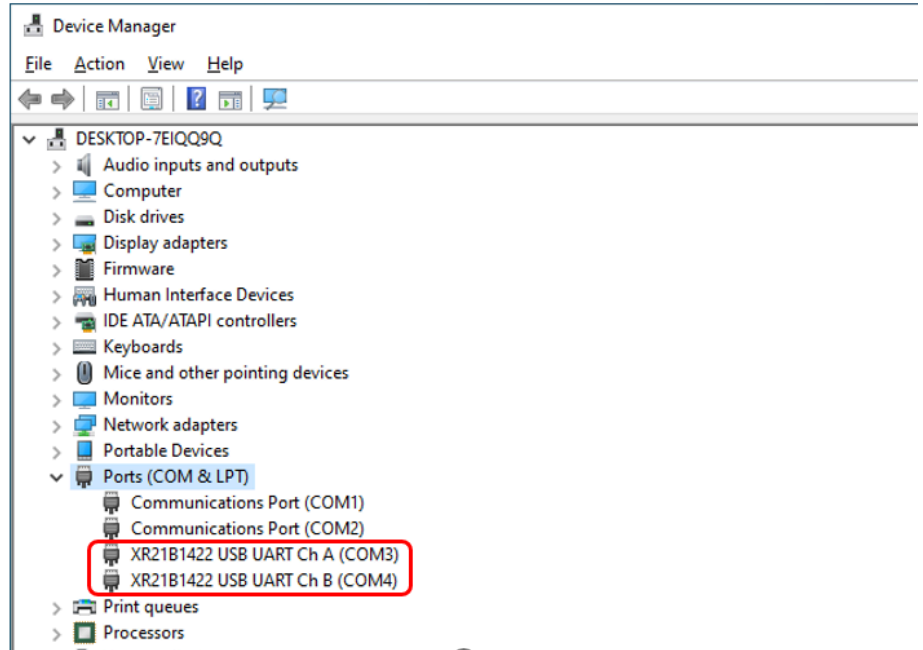 Device Manager
File Action View Help
DESKTOP-7EIQQ9Q
Audio inputs and outputs
Computer
Disk drives
Display adapters
Firmware
Human Interface Devices
IDE ATA/ATAPI controllers
Keyboards
Mice and other pointing devices
Monitors
Network adapters
Portable Devices
Ports (COM & LPT)
Communications Port (COM1)
Communications Port (COM2)
XR21B1422 USB UART Ch A (COM3)
XR21B1422 USB UART Ch B (COM4)
Print queues
Processors